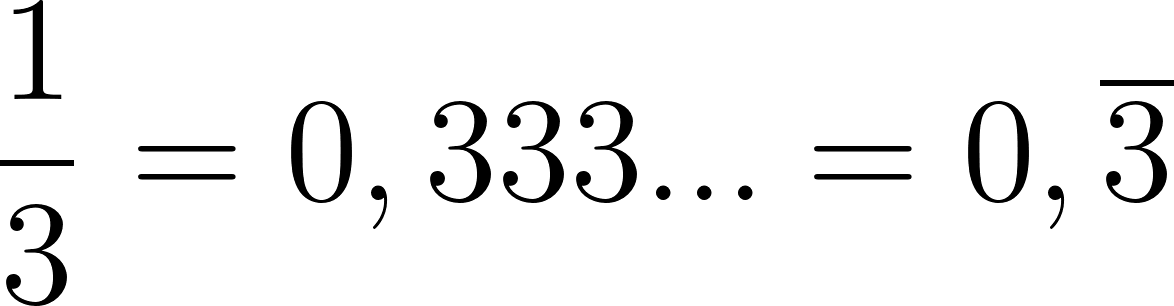 1/3 = 0,333... = 0,3̅